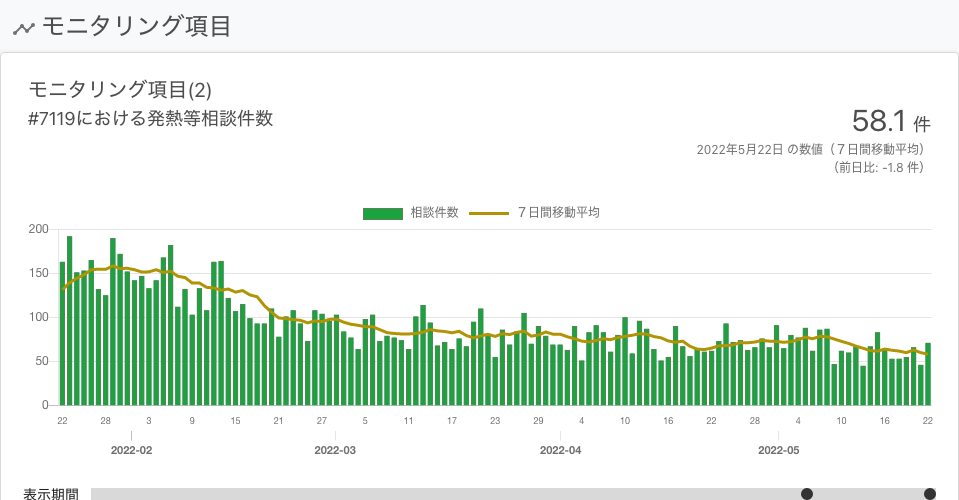 モニタリング項目
モニタリング項目(2)
#7119における発熱等相談件数
58.1 件
2022年5月22日 の数値（７日間移動平均）
（前日比: -1.8 件）
相談件数 ７日間移動平均
200
150
100
50
0
22 28 3 9 15 21 27 5 11 17 23 29 4 10 16 22 28 4 10 16 22
2022-02 2022-03 2022-04 2022-05
表示期間